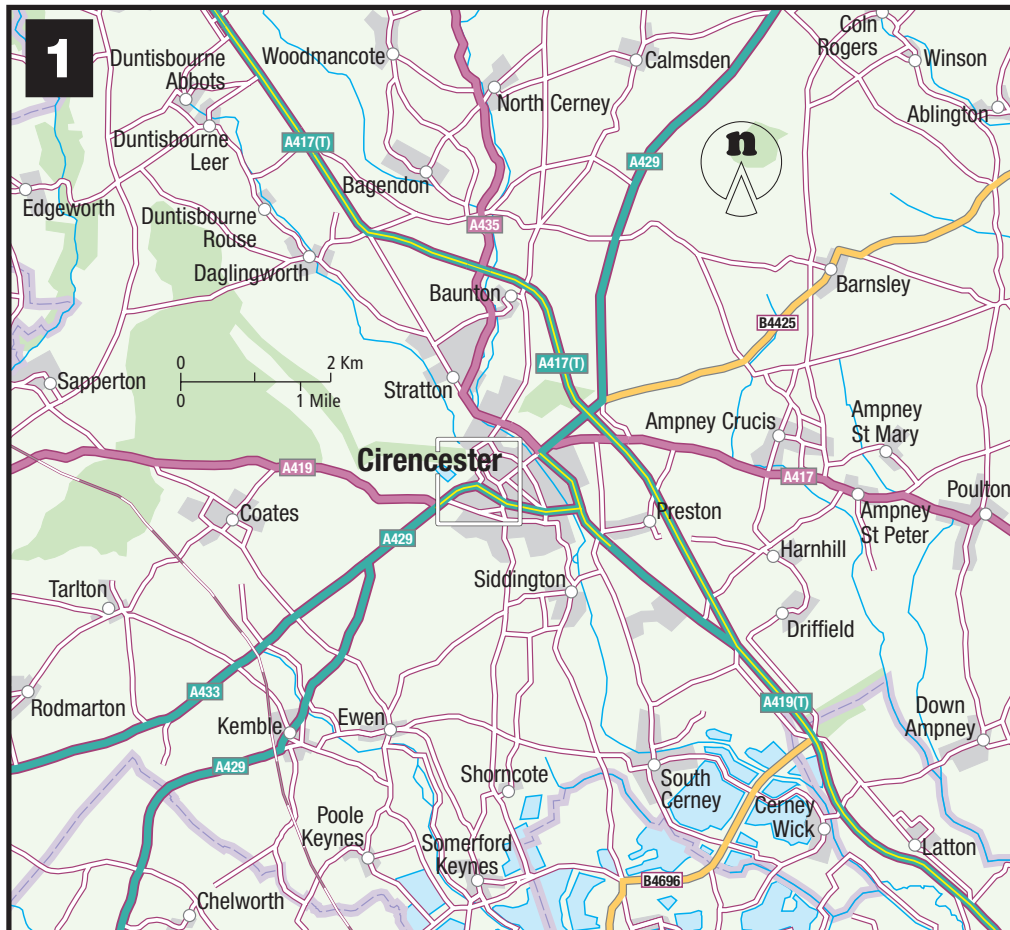 1
Duntisbourne
Abbots
Woodmancote
Coln
Rogers
Winson
Calmsden
North Cerney
Ablington
Duntisbourne
Leer
A417(T)
n
A429
Bagendon
Edgeworth
Duntisbourne
Rouse
A435
Daglingworth
Baunton
Barnsley
B4425
0
2 Km
0
1 Mile
A417(T)
Sapperton
Stratton
Ampney Crucis
Ampney
St Mary
Cirencester
A419
A417
Poulton
Coates
Preston
Ampney
St Peter
A429
Harnhill
Siddington
Tarlton
Driffield
A433
A419(T)
Rodmarton
Kemble
Ewen
Down
Ampney
A429
Shorncote
South
Cerney
Cerney
Wick
Poole
Keynes
Somerford
Keynes
Latton
B4696
Chelworth